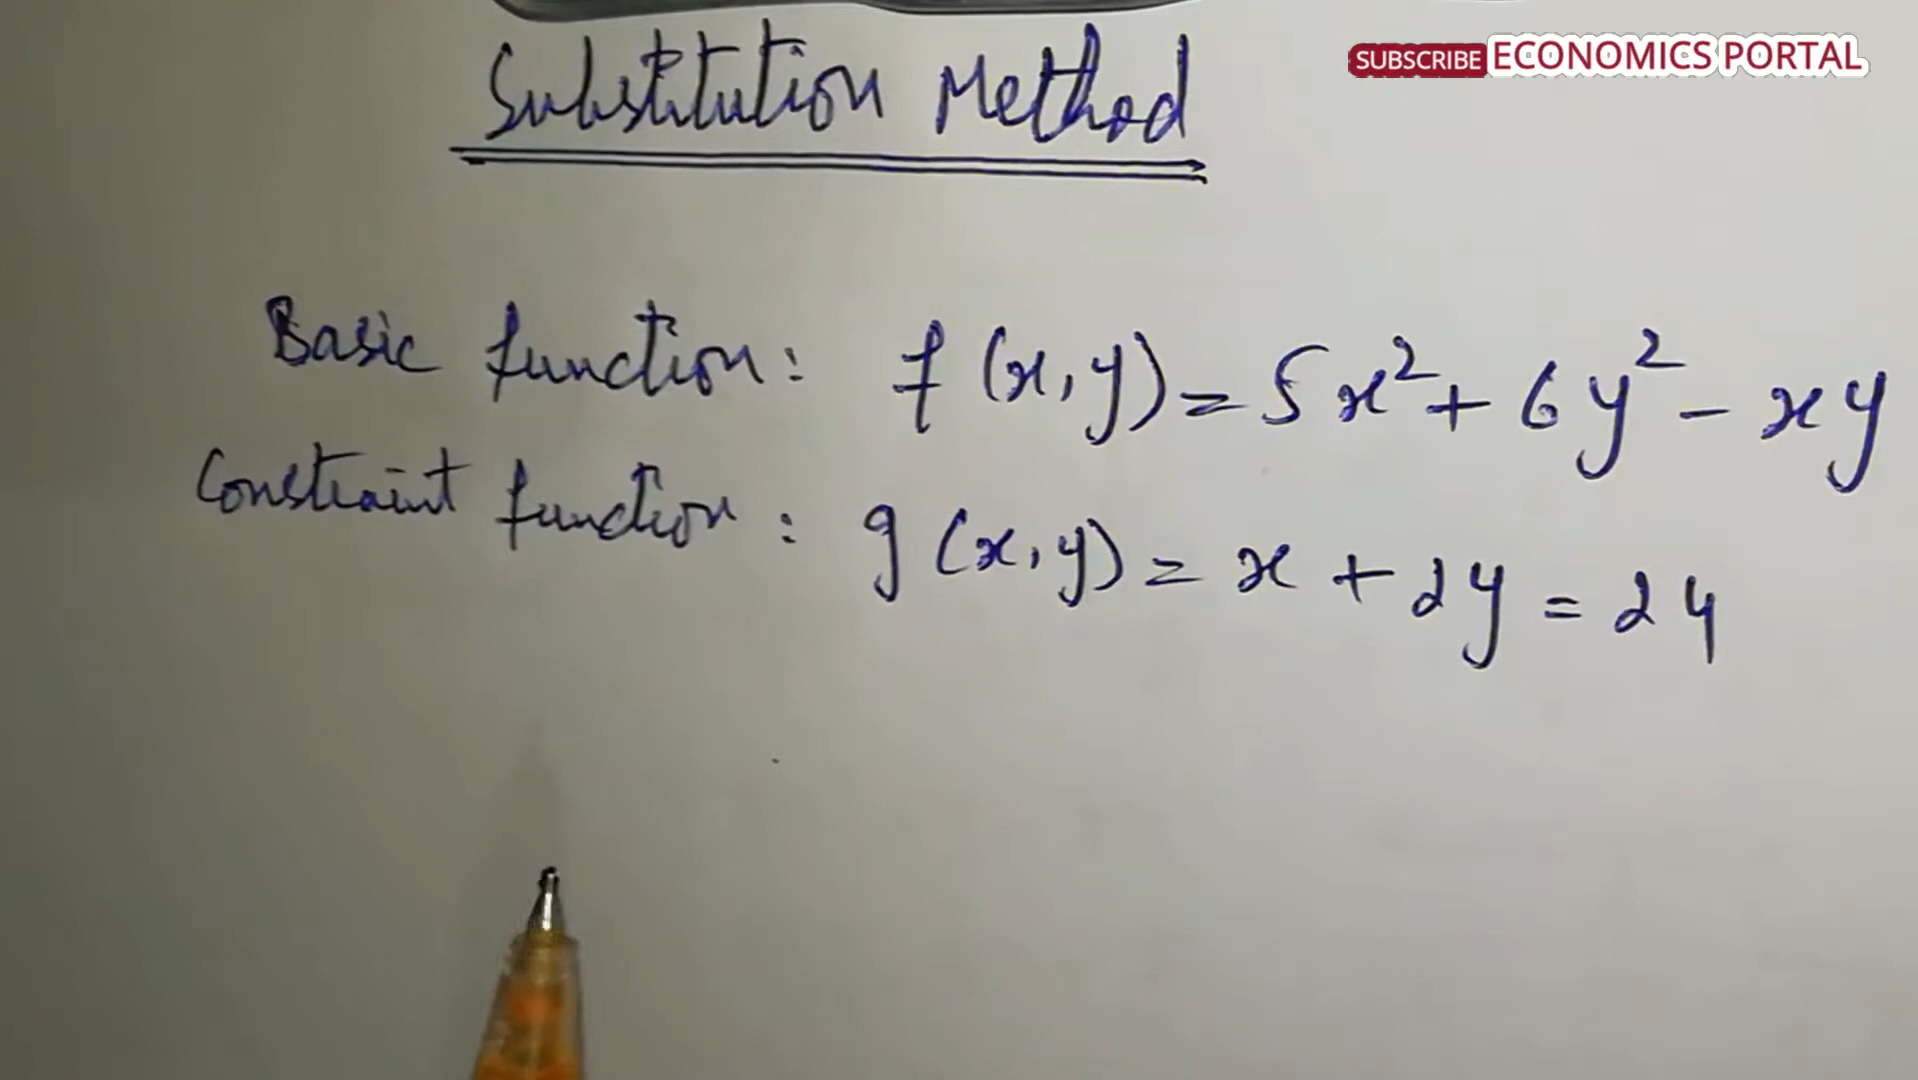 SUBSCRIBE ECONOMICS PORTAL
Substitution Method
Basic function: f (x, y) = 5x² + 6y² - xy
Constraint function: g (x, y) = x + 2y = 24